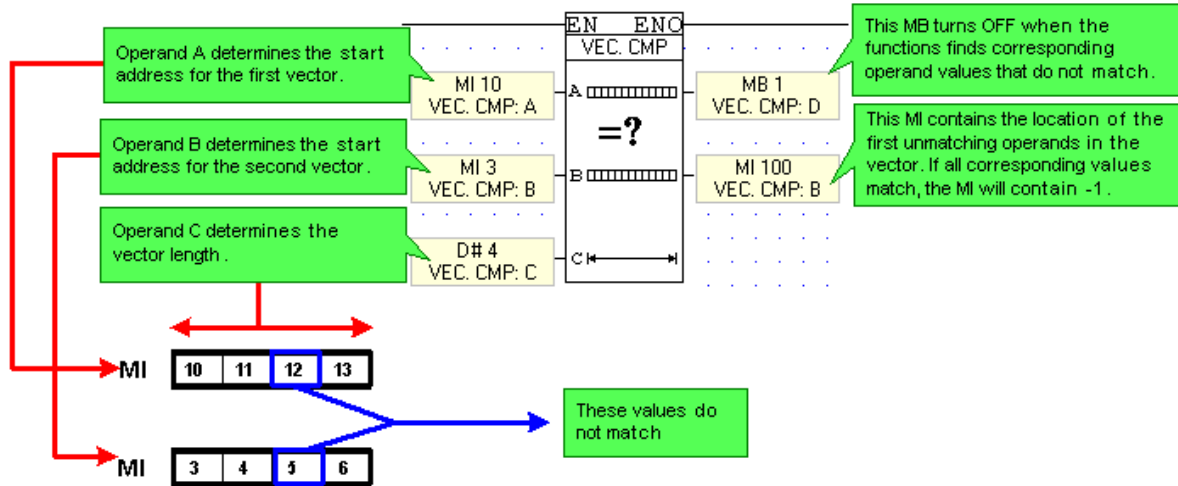 EN ENO
VEC. CMP
Operand A determines the start
address for the first vector.
MI 10
VEC. CMP: A
A
MB 1
VEC. CMP: D
This MB turns OFF when the
functions finds corresponding
operand values that do not match.
=?
Operand B determines the start
address for the second vector.
MI 3
VEC. CMP: B
B
MI 100
VEC. CMP: B
This MI contains the location of the
first unmatching operands in the
vector. If all corresponding values
match, the MI will contain -1.
Operand C determines the
vector length.
D# 4
VEC. CMP: C
C
MI 10 11 12 13
These values do
not match
MI 3 4 5 6